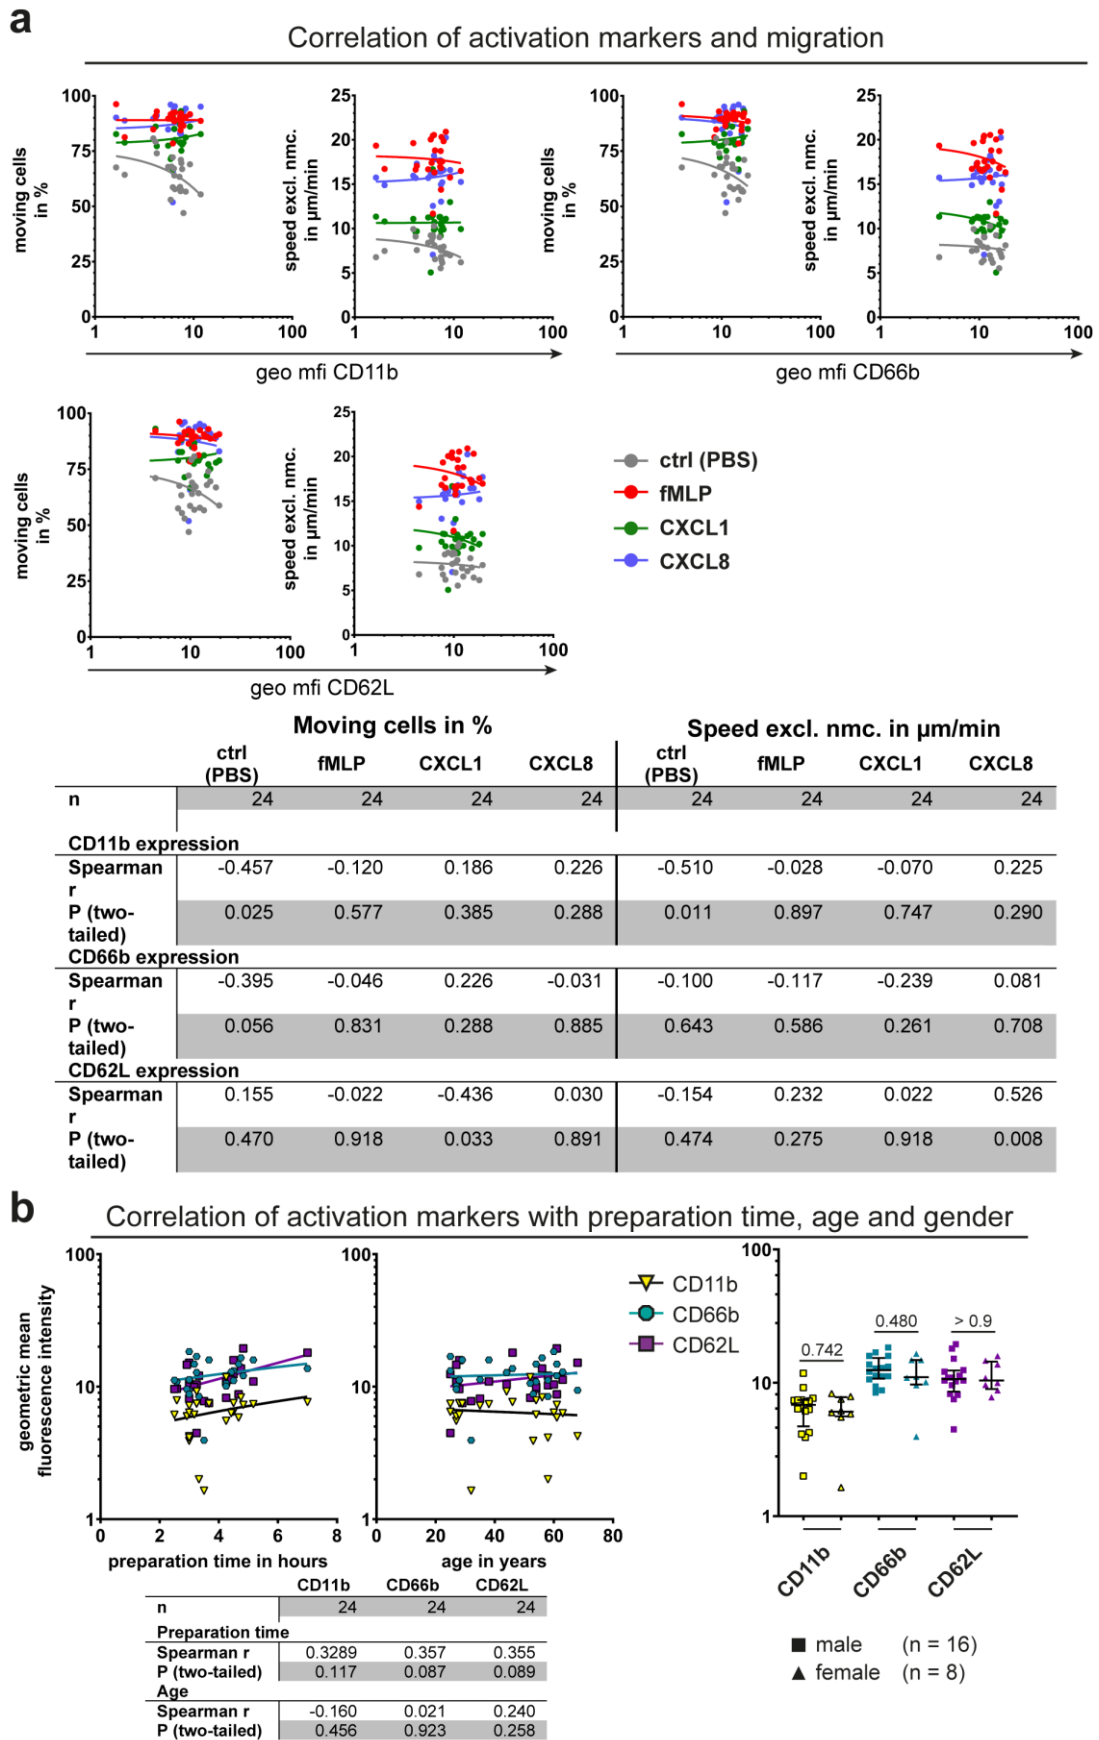 a
Correlation of activation markers and migration
100
75
50
25
0
moving cells
in %
1 10 100
25
20
15
10
5
0
speed excl. nmc.
in µm/min
1 10 100
geo mfi CD11b
100
75
50
25
0
moving cells
in %
1 10 100
25
20
15
10
5
0
speed excl. nmc.
in µm/min
1 10 100
geo mfi CD66b
100
75
50
25
0
moving cells
in %
1 10 100
25
20
15
10
5
0
speed excl. nmc.
in µm/min
1 10 100
geo mfi CD62L
ctrl (PBS)
fMLP
CXCL1
CXCL8
Moving cells in % Speed excl. nmc. in µm/min
ctrl (PBS) fMLP CXCL1 CXCL8 ctrl (PBS) fMLP CXCL1 CXCL8
n 24 24 24 24 24 24 24 24
CD11b expression
Spearman r -0.457 -0.120 0.186 0.226 -0.510 -0.028 -0.070 0.225
P (two-tailed) 0.025 0.577 0.385 0.288 0.011 0.897 0.747 0.290
CD66b expression
Spearman r -0.395 -0.046 0.226 -0.031 -0.100 -0.117 -0.239 0.081
P (two-tailed) 0.056 0.831 0.288 0.885 0.643 0.586 0.261 0.708
CD62L expression
Spearman r 0.155 -0.022 -0.436 0.030 -0.154 0.232 0.022 0.526
P (two-tailed) 0.470 0.918 0.033 0.891 0.474 0.275 0.918 0.008
b
Correlation of activation markers with preparation time, age and gender
geometric mean
fluorescence intensity
100
10
1
0 2 4 6 8
preparation time in hours
100
10
1
0 20 40 60 80
age in years
CD11b
CD66b
CD62L
100
10
1
0.742
0.480
> 0.9
CD11b
CD66b
CD62L
male (n = 16)
female (n = 8)
CD11b CD66b CD62L
n 24 24 24
Preparation time
Spearman r 0.3289 0.357 0.355
P (two-tailed) 0.117 0.087 0.089
Age
Spearman r -0.160 0.021 0.240
P (two-tailed) 0.456 0.923 0.258